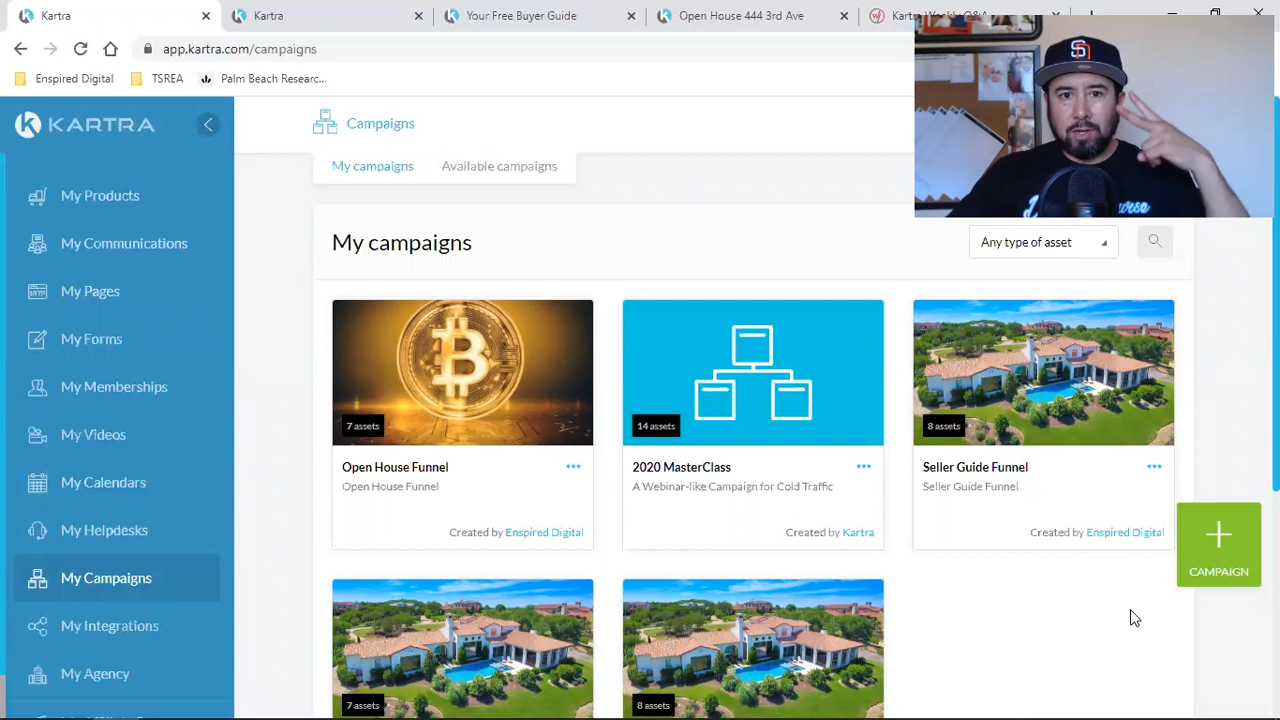 Kartra
Kartra
Your Free Buyer Guide
OpenHouse 444 3rd Ave
app.kartra.com/campaigns
Enspired Digital
TSREA
Palm Beach Researc...
KARTRA
Campaigns
My campaigns
Available campaigns
My Products
My Communications
My Pages
My Forms
My Memberships
My Videos
My Calendars
My Helpdesks
My Campaigns
My Integrations
My Agency
My campaigns
Any type of asset
7 assets
14 assets
8 assets
Open House Funnel
Open House Funnel
Created by Enspired Digital
2020 MasterClass
A Webinar-like Campaign for Cold Traffic
Created by Kartra
Seller Guide Funnel
Seller Guide Funnel
Created by Enspired Digital
CAMPAIGN
7 assets
8 assets
SD